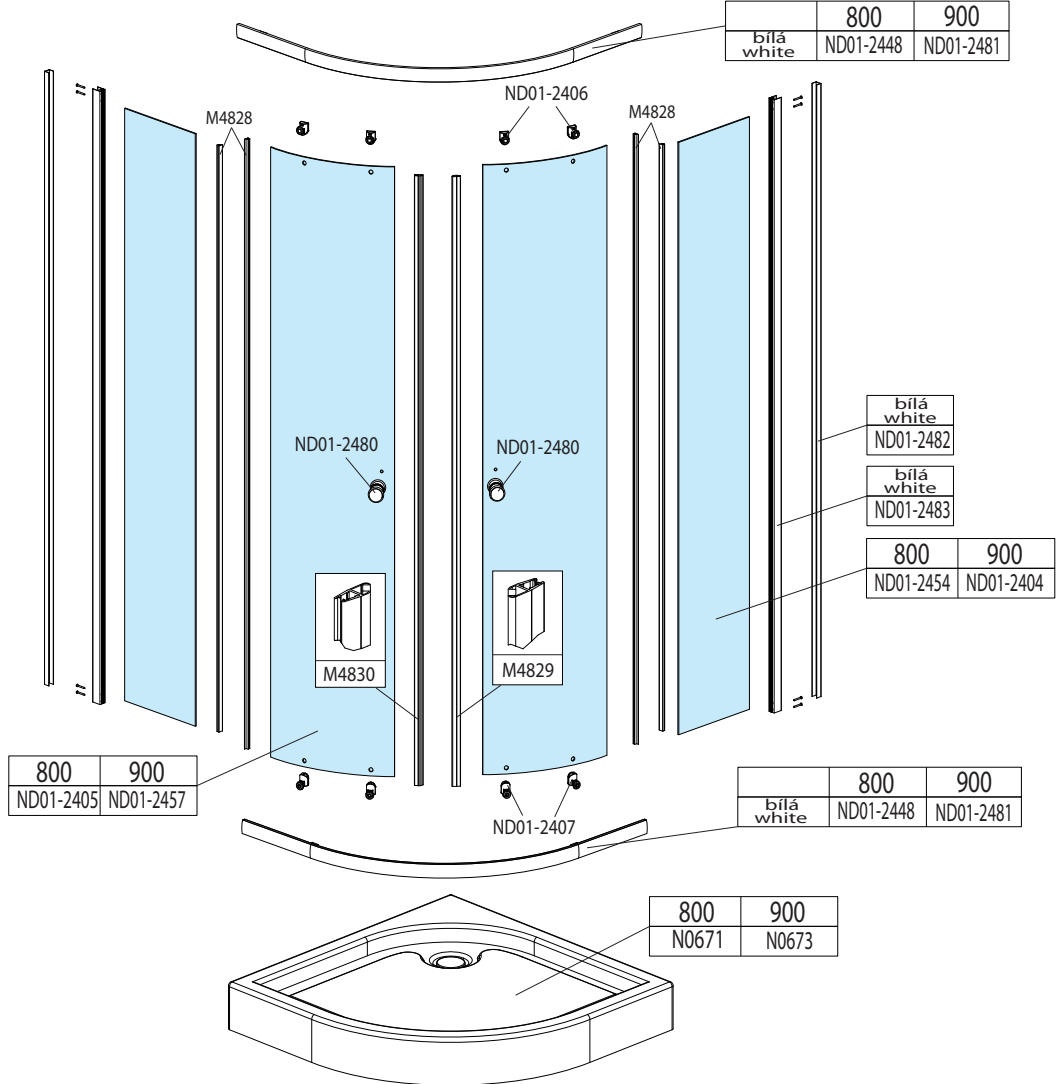 800 900
bílá
white ND01-2448 ND01-2481
ND01-2406
M4828
M4828
ND01-2480
ND01-2480
bílá
white
ND01-2482
bílá
white
ND01-2483
800 900
ND01-2454 ND01-2404
M4830
M4829
800 900
ND01-2405 ND01-2457
ND01-2407
800 900
bílá
white ND01-2448 ND01-2481
800 900
N0671 N0673